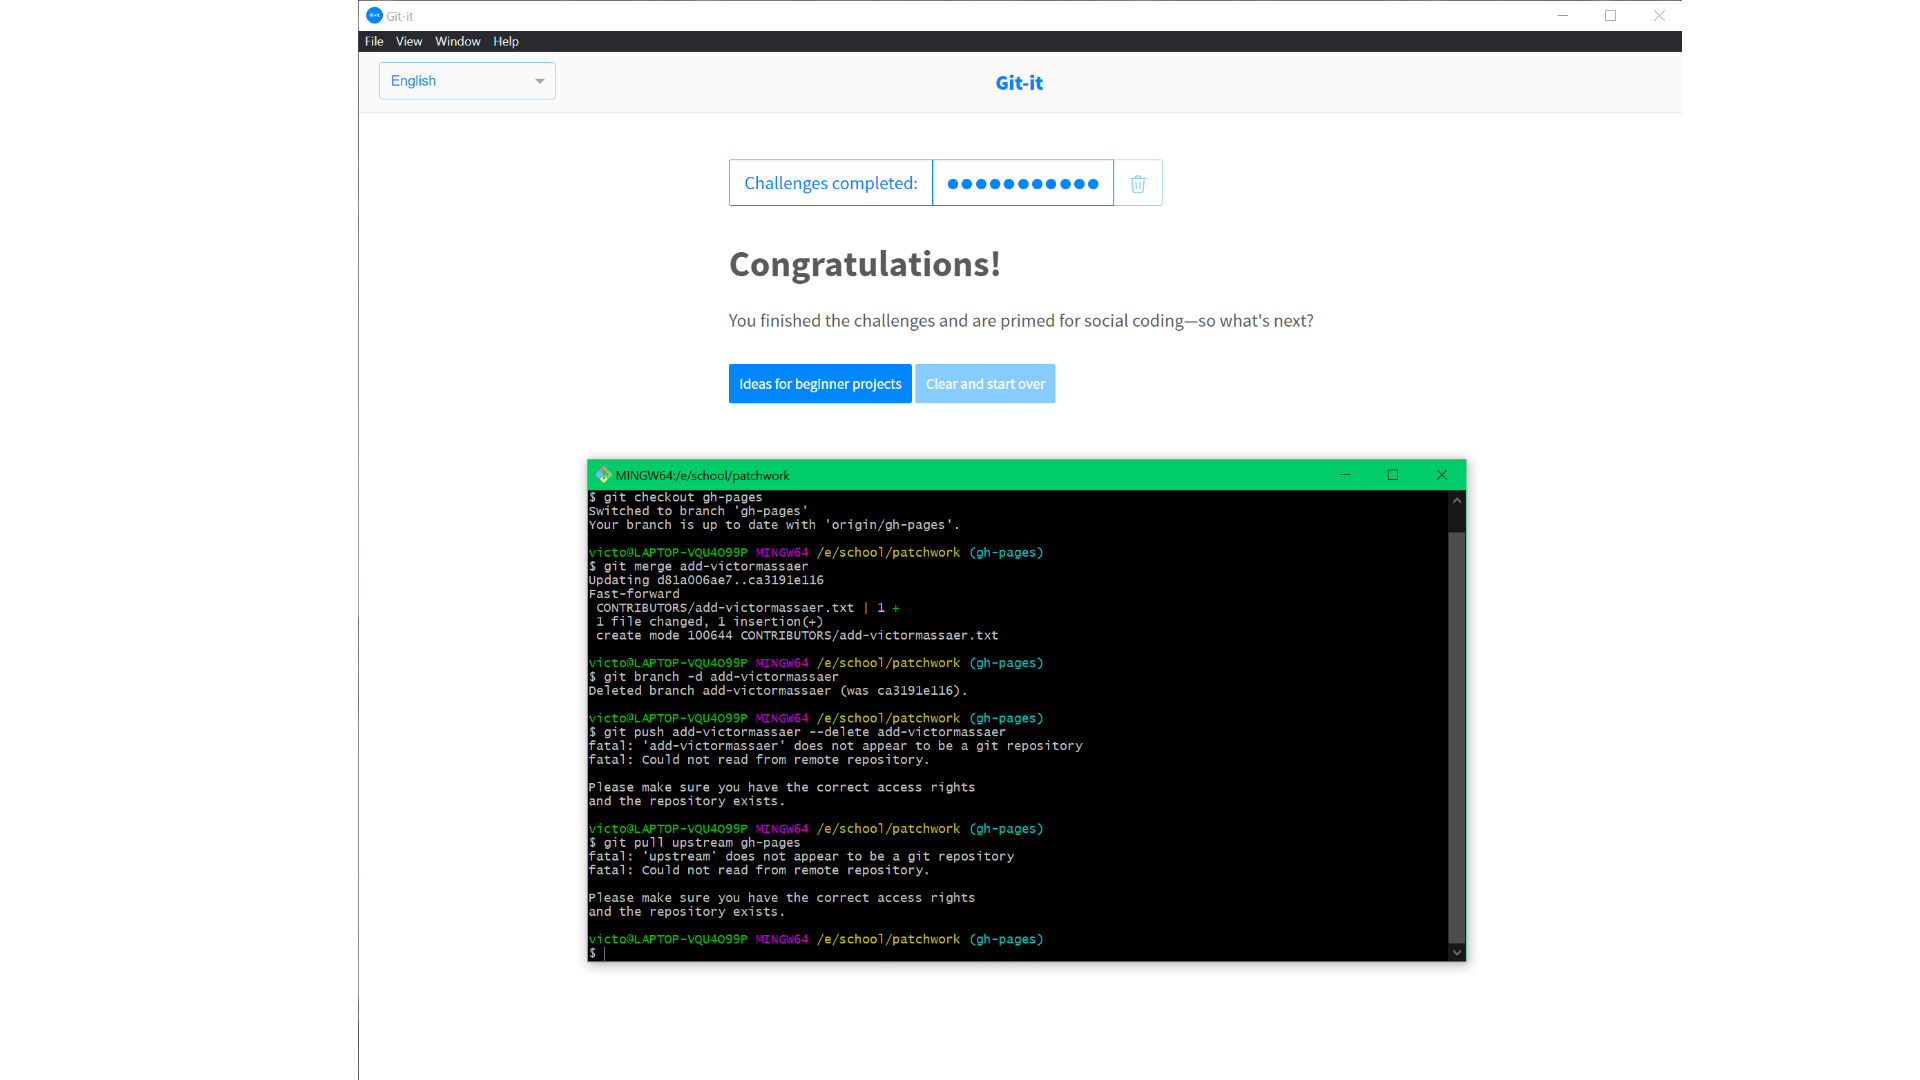 Git-it
File View Window Help
English
Git-it
Challenges completed:
Congratulations!
You finished the challenges and are primed for social coding—so what's next?
Ideas for beginner projects
Clear and start over
MINGW64:/e/school/patchwork
$ git checkout gh-pages
Switched to branch 'gh-pages'
Your branch is up to date with 'origin/gh-pages'.
victo@LAPTOP-VQU4O99P MINGW64 /e/school/patchwork (gh-pages)
$ git merge add-victormassaer
Updating d81a006ae7..ca3191e116
Fast-forward
CONTRIBUTORS/add-victormassaer.txt | 1 +
1 file changed, 1 insertion(+)
create mode 100644 CONTRIBUTORS/add-victormassaer.txt
victo@LAPTOP-VQU4O99P MINGW64 /e/school/patchwork (gh-pages)
$ git branch -d add-victormassaer
Deleted branch add-victormassaer (was ca3191e116).
victo@LAPTOP-VQU4O99P MINGW64 /e/school/patchwork (gh-pages)
$ git push add-victormassaer --delete add-victormassaer
fatal: 'add-victormassaer' does not appear to be a git repository
fatal: Could not read from remote repository.
Please make sure you have the correct access rights
and the repository exists.
victo@LAPTOP-VQU4O99P MINGW64 /e/school/patchwork (gh-pages)
$ git pull upstream gh-pages
fatal: 'upstream' does not appear to be a git repository
fatal: Could not read from remote repository.
Please make sure you have the correct access rights
and the repository exists.
victo@LAPTOP-VQU4O99P MINGW64 /e/school/patchwork (gh-pages)
$